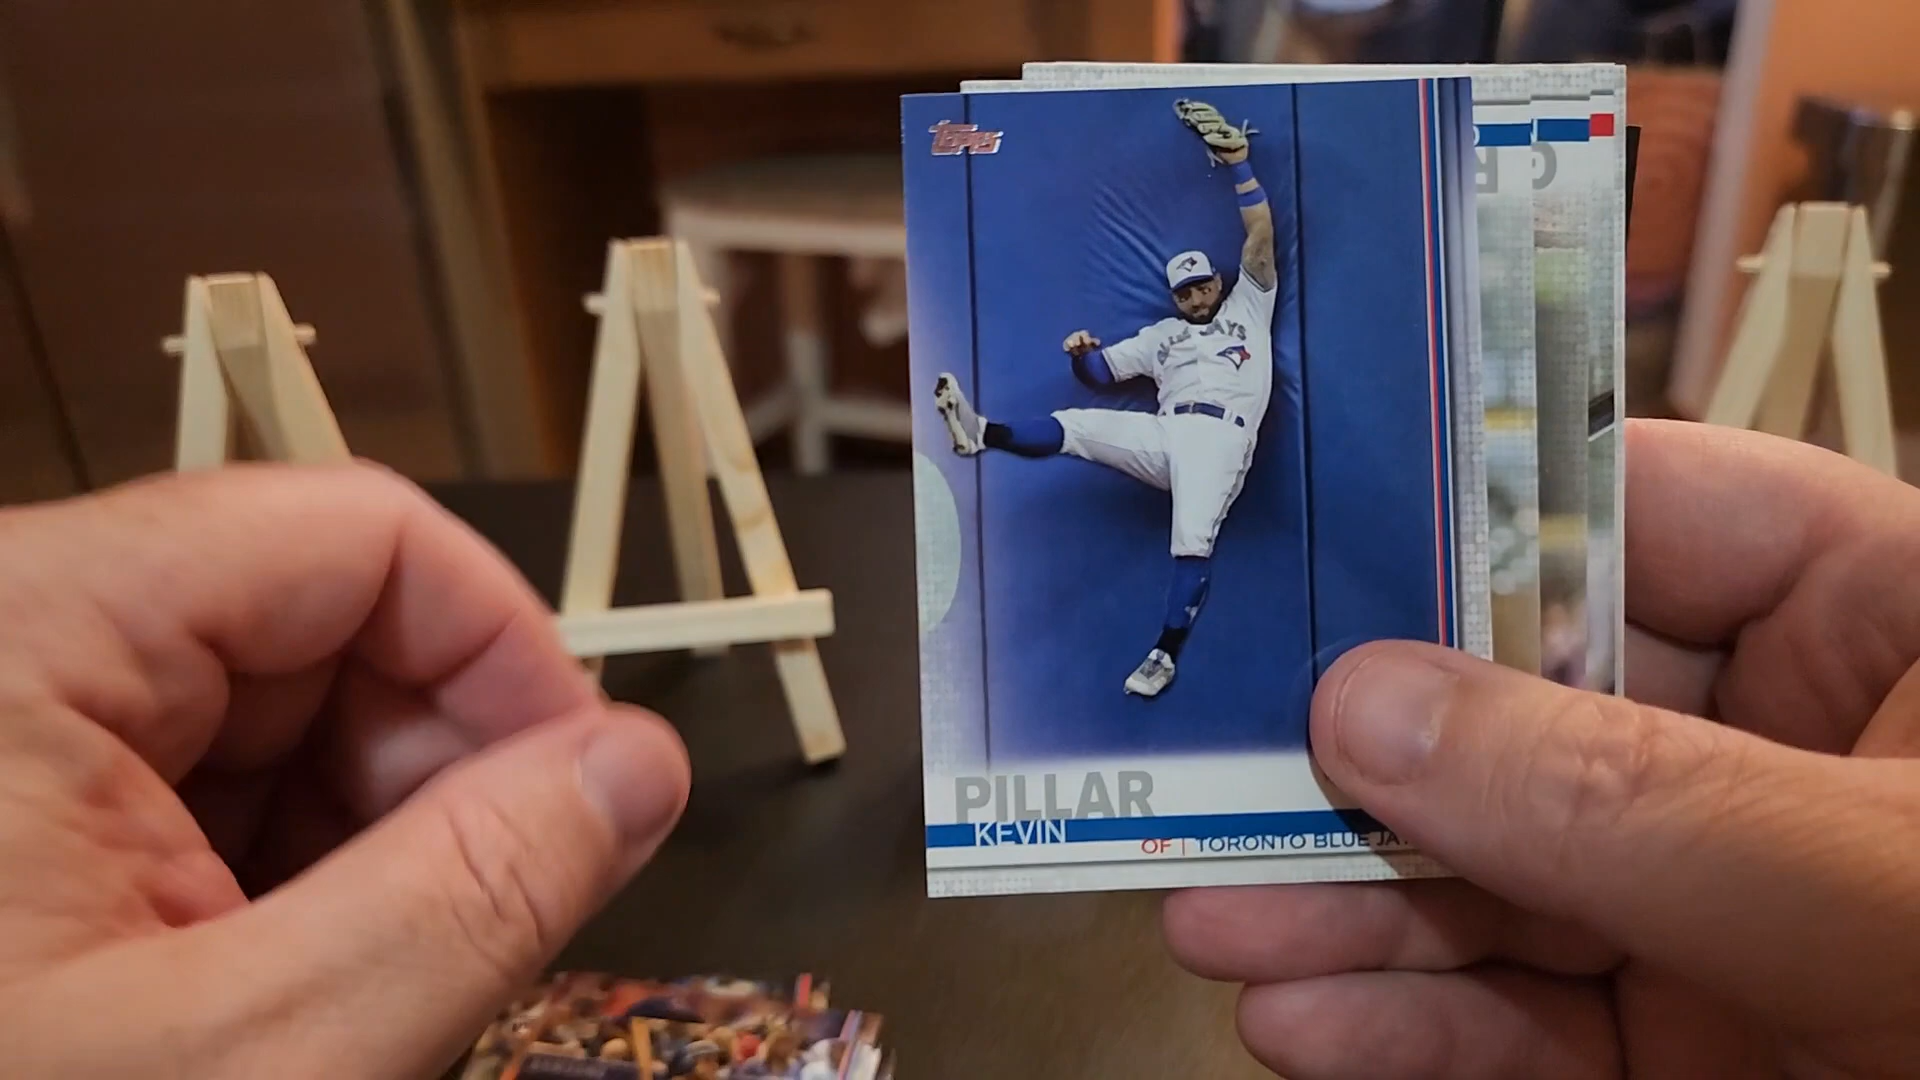 Topps
BLUE JAYS
PILLAR
KEVIN
OF | TORONTO BLUE JA